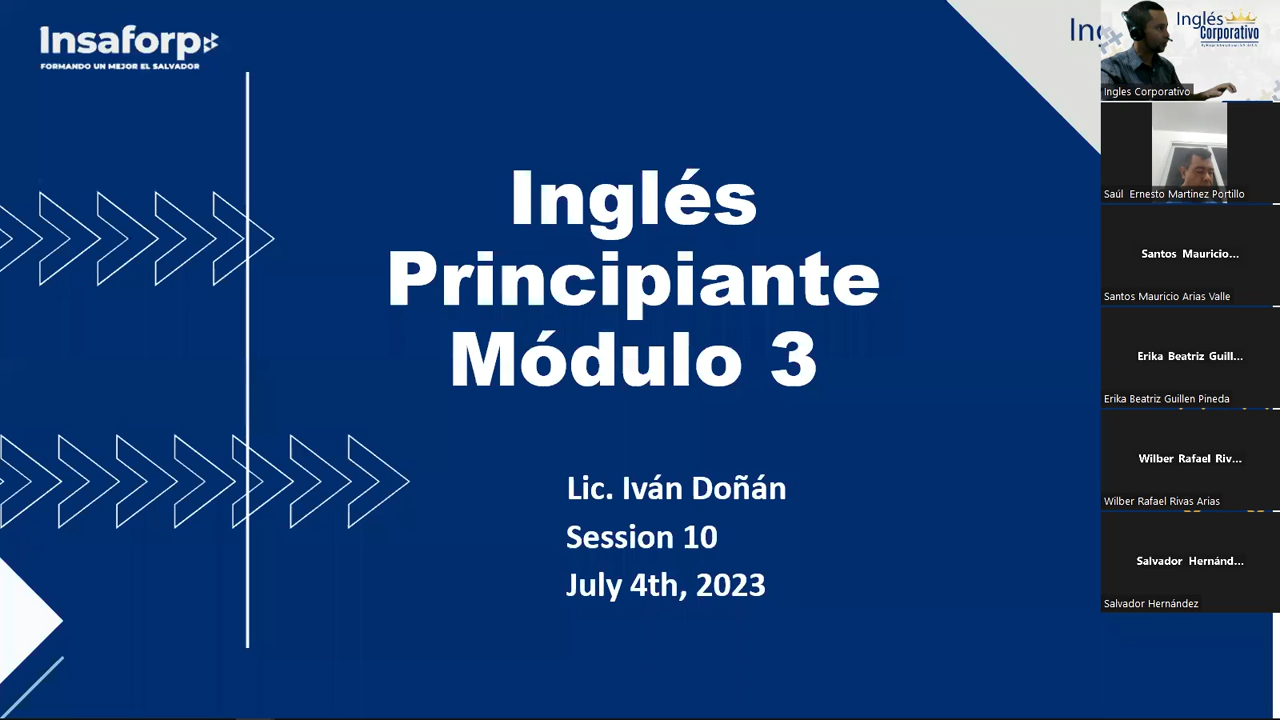 Insaforp
FORMANDO UN MEJOR EL SALVADOR
Inglés
Principiante
Módulo 3
Lic. Iván Doñán
Session 10
July 4th, 2023
Inglés
Corporativo
Ingles Corporativo
Saúl Ernesto Martinez Portillo
Santos Mauricio...
Santos Mauricio Arias Valle
Erika Beatriz Guill...
Erika Beatriz Guillen Pineda
Wilber Rafael Riv...
Wilber Rafael Rivas Arias
Salvador Hernánd...
Salvador Hernández